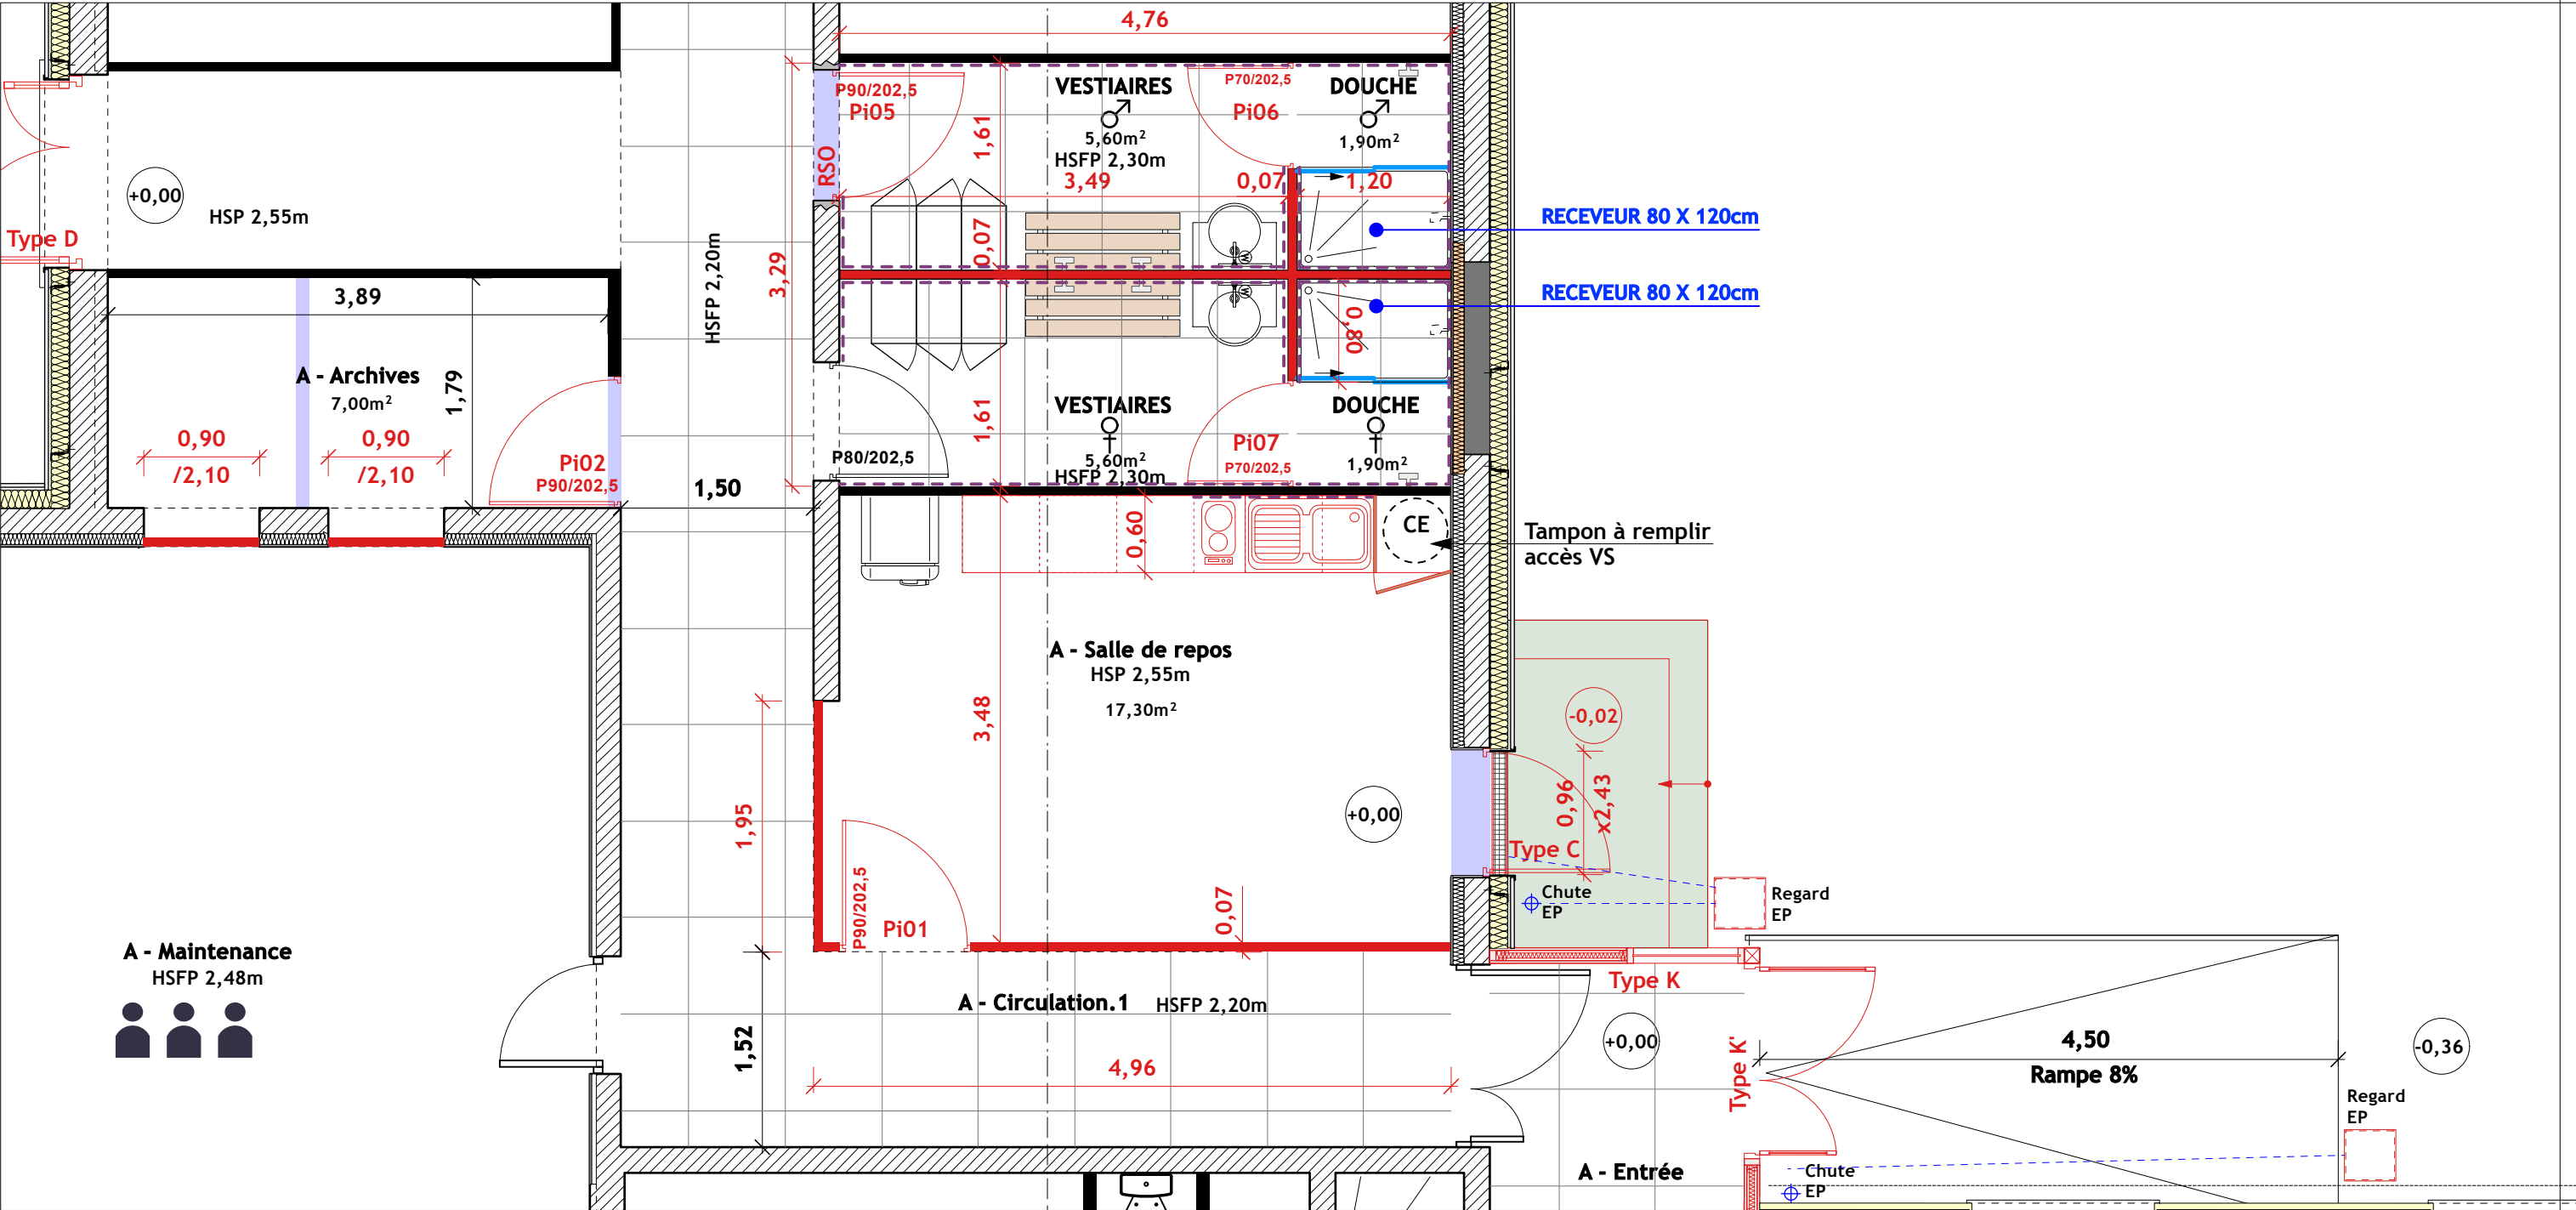 4,76
P90/202,5
Pi05
VESTIAIRES
5,60m²
HSFP 2,30m
P70/202,5
Pi06
DOUCHE
1,90m²
1,61
RSO
3,49
0,07
1,20
+0,00
HSP 2,55m
Type D
HSFP 2,20m
3,29
0,07
RECEVEUR 80 X 120cm
RECEVEUR 80 X 120cm
3,89
A - Archives
7,00m²
1,79
0,90
/2,10
0,90
/2,10
Pi02
P90/202,5
1,50
0,80
1,61
VESTIAIRES
5,60m²
HSFP 2,30m
P80/202,5
Pi07
P70/202,5
DOUCHE
1,90m²
0,60
CE
Tampon à remplir
accès VS
A - Salle de repos
HSP 2,55m
17,30m²
3,48
-0,02
1,95
+0,00
0,96
x2,43
Type C
Chute
EP
Regard
EP
P90/202,5
Pi01
0,07
A - Maintenance
HSFP 2,48m
A - Circulation.1 HSFP 2,20m
Type K
1,52
4,96
+0,00
Type K'
4,50
Rampe 8%
-0,36
Regard
EP
A - Entrée
Chute
EP